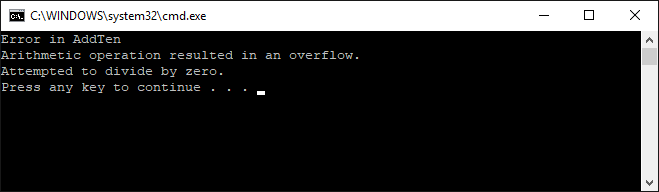 C:\WINDOWS\system32\cmd.exe
Error in AddTen
Arithmetic operation resulted in an overflow.
Attempted to divide by zero.
Press any key to continue . . .